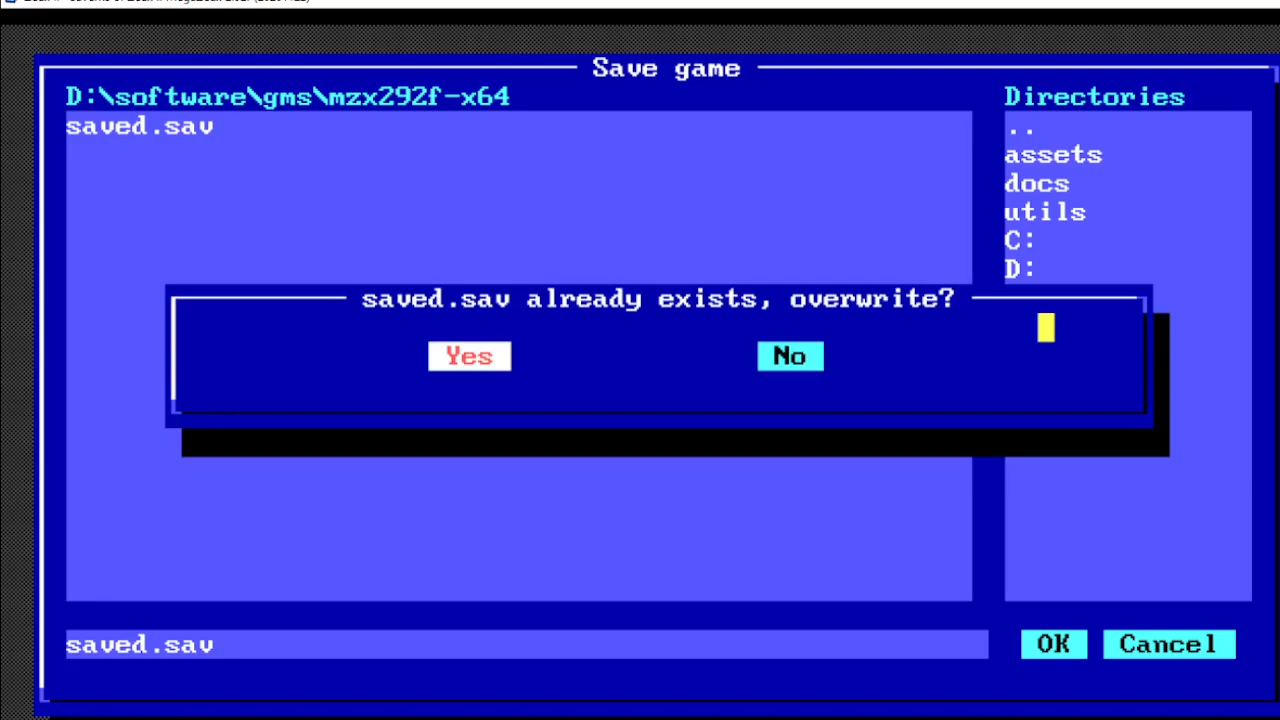 Save game
D:\software\gms\mzx292f-x64
Directories
saved.sav
..
assets
docs
utils
C:
D:
saved.sav already exists, overwrite?
Yes
No
saved.sav
OK
Cancel